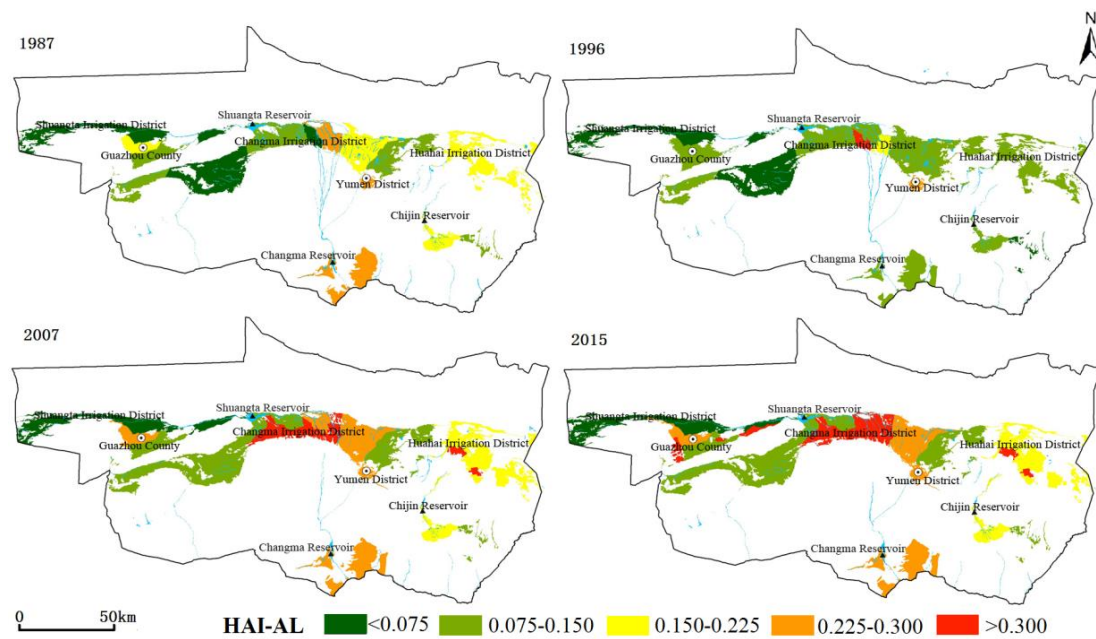 1987
Shuangta Irrigation District
Shuangta Reservoir
Changma Irrigation District
Guazhou County
Huahai Irrigation District
Yumen District
Chijin Reservoir
Changma Reservoir
N
1996
Shuangta Irrigation District
Shuangta Reservoir
Changma Irrigation District
Guazhou County
Huahai Irrigation District
Yumen District
Chijin Reservoir
Changma Reservoir
2007
Shuangta Irrigation District
Shuangta Reservoir
Changma Irrigation District
Guazhou County
Huahai Irrigation District
Yumen District
Chijin Reservoir
Changma Reservoir
2015
Shuangta Irrigation District
Shuangta Reservoir
Changma Irrigation District
Guazhou County
Huahai Irrigation District
Yumen District
Chijin Reservoir
Changma Reservoir
0 50km
HAI-AL <0.075 0.075-0.150 0.150-0.225 0.225-0.300 >0.300